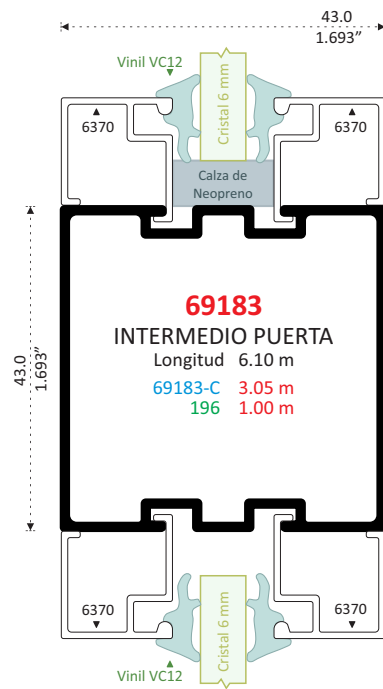 43.0
1.693"
Vinil VC12
Cristal 6 mm
6370
6370
Calza de
Neopreno
43.0
1.693"
69183
INTERMEDIO PUERTA
Longitud 6.10 m
69183-C 3.05 m
196 1.00 m
6370
6370
Cristal 6 mm
Vinil VC12